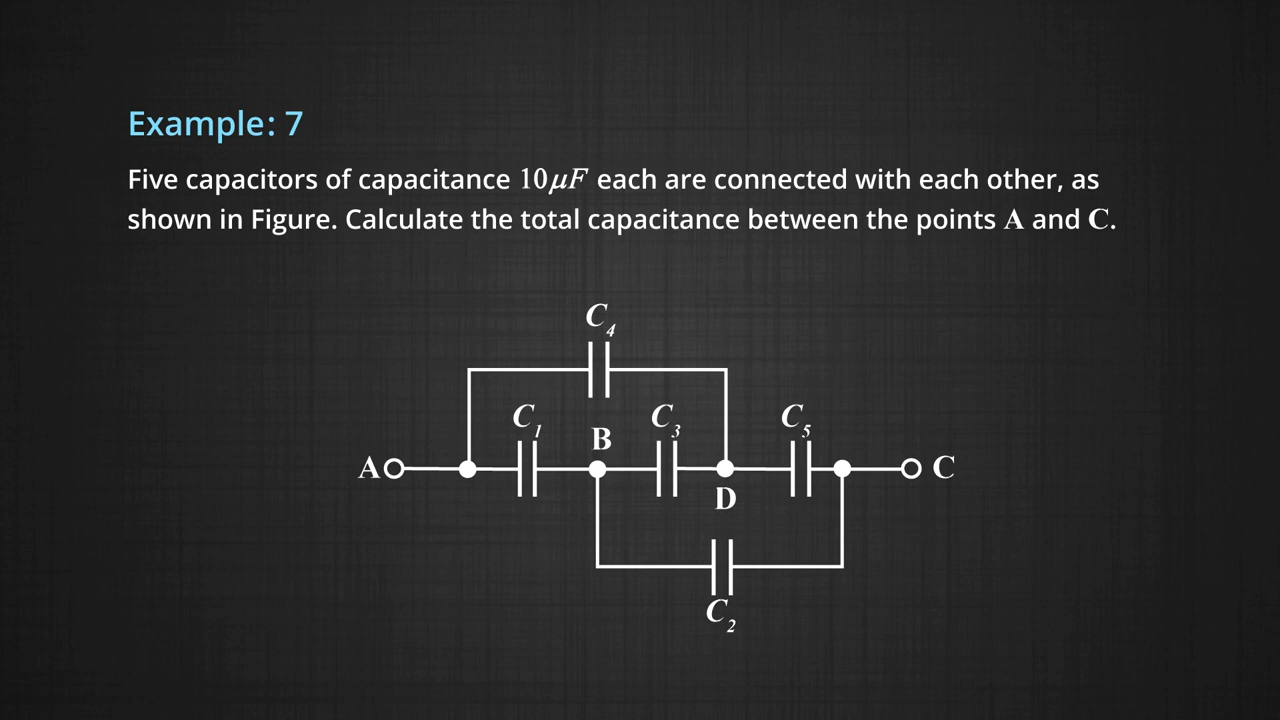 Example: 7
Five capacitors of capacitance 10μF each are connected with each other, as
shown in Figure. Calculate the total capacitance between the points A and C.
C₄
C₁ B C₃ C₅
A C
D
C₂